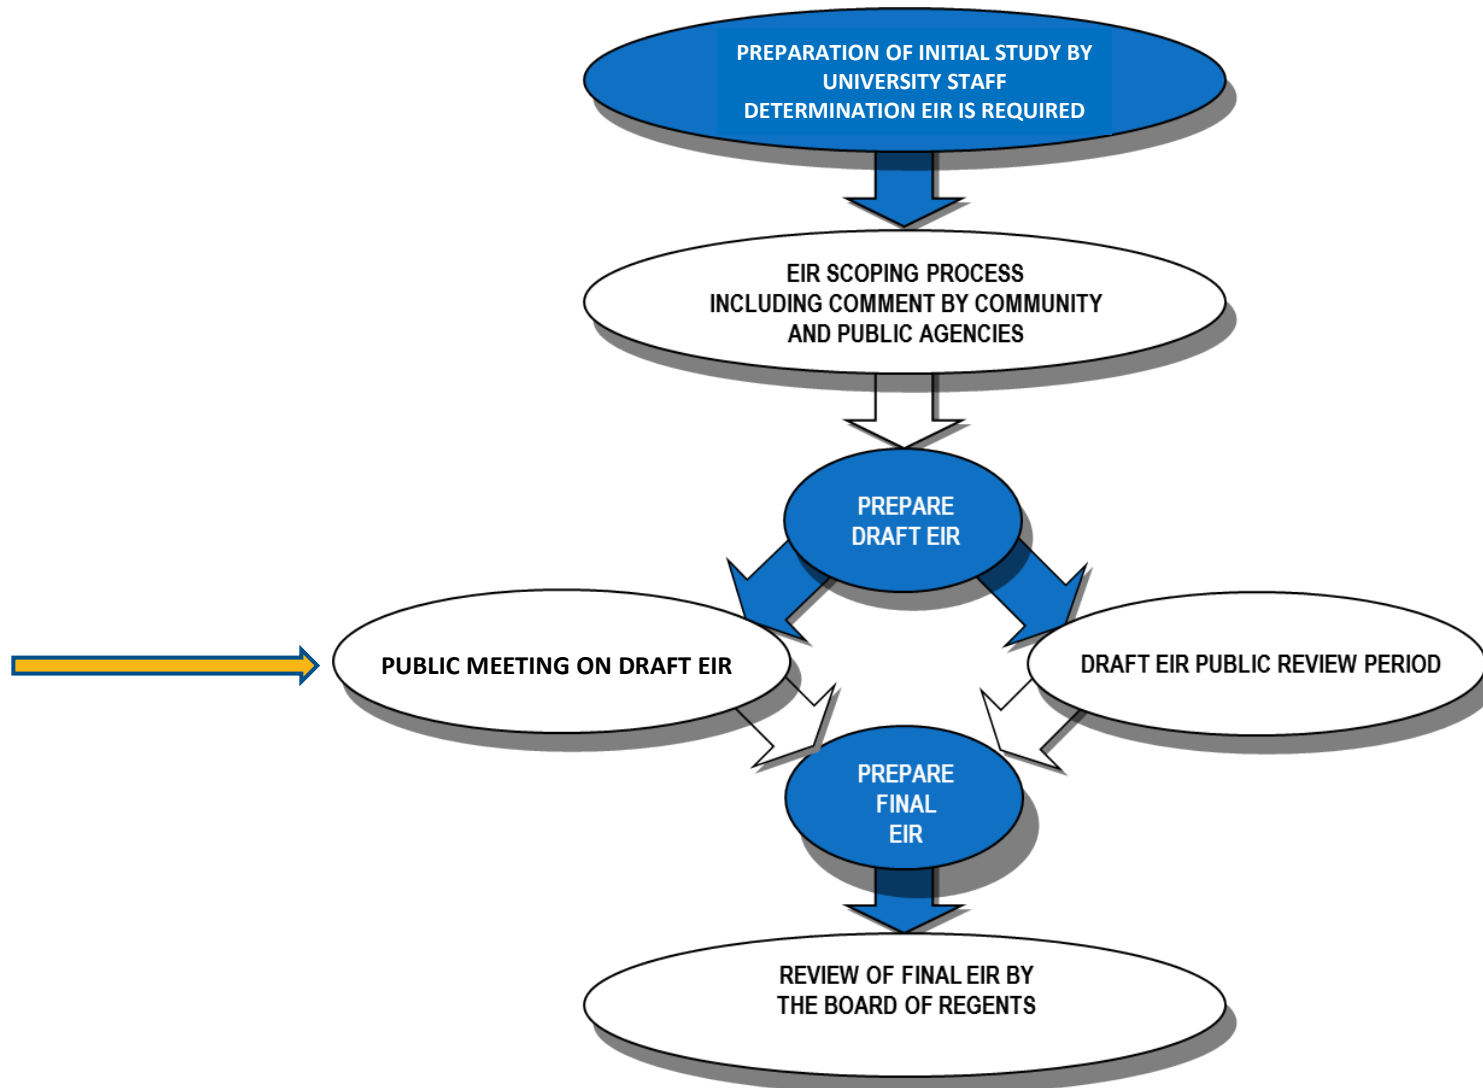 PREPARATION OF INITIAL STUDY BY
UNIVERSITY STAFF
DETERMINATION EIR IS REQUIRED
EIR SCOPING PROCESS
INCLUDING COMMENT BY COMMUNITY
AND PUBLIC AGENCIES
PREPARE
DRAFT EIR
PUBLIC MEETING ON DRAFT EIR
DRAFT EIR PUBLIC REVIEW PERIOD
PREPARE
FINAL
EIR
REVIEW OF FINAL EIR BY
THE BOARD OF REGENTS